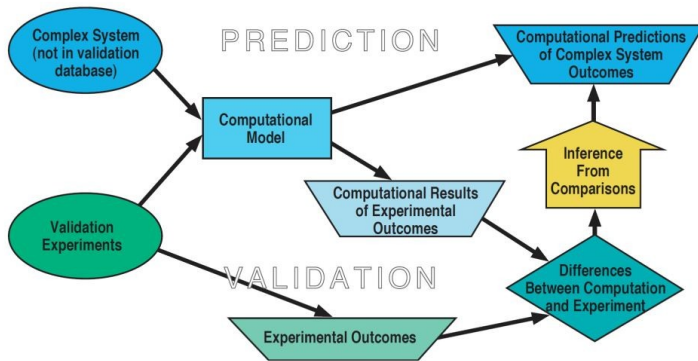 Complex System
(not in validation
database)
PREDICTION
Computational Predictions
of Complex System
Outcomes
Computational
Model
Inference
From
Comparisons
Computational Results
of Experimental
Outcomes
Validation
Experiments
VALIDATION
Differences
Between Computation
and Experiment
Experimental Outcomes